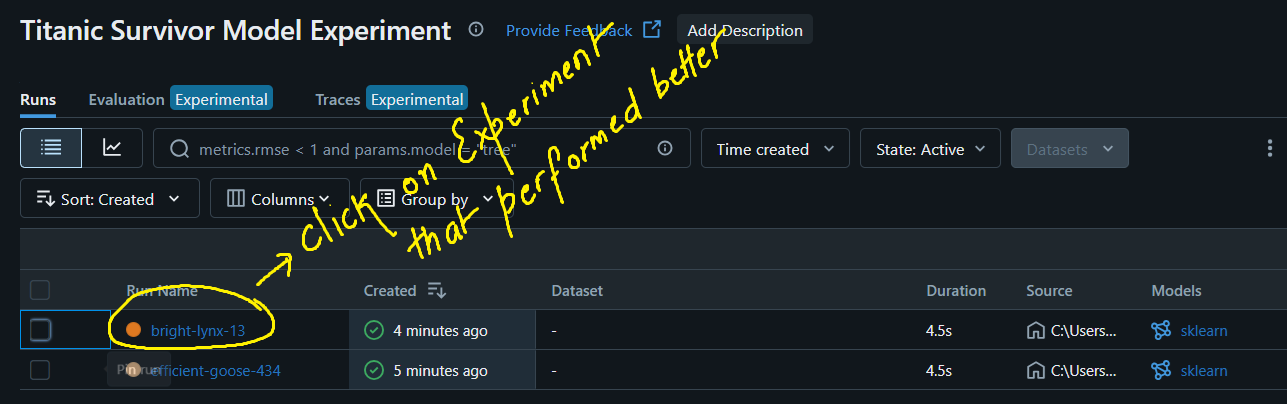 Titanic Survivor Model Experiment Provide Feedback Add Description
Runs Evaluation Experimental Traces Experimental
metrics.rmse < 1 and params.model = "tree" Time created State: Active Datasets
Sort: Created Columns Group by
click on Experiment
that performed better
Run Name Created Dataset Duration Source Models
bright-lynx-13 4 minutes ago - 4.5s C:\Users... sklearn
efficient-goose-434 5 minutes ago - 4.5s C:\Users... sklearn
Pin run